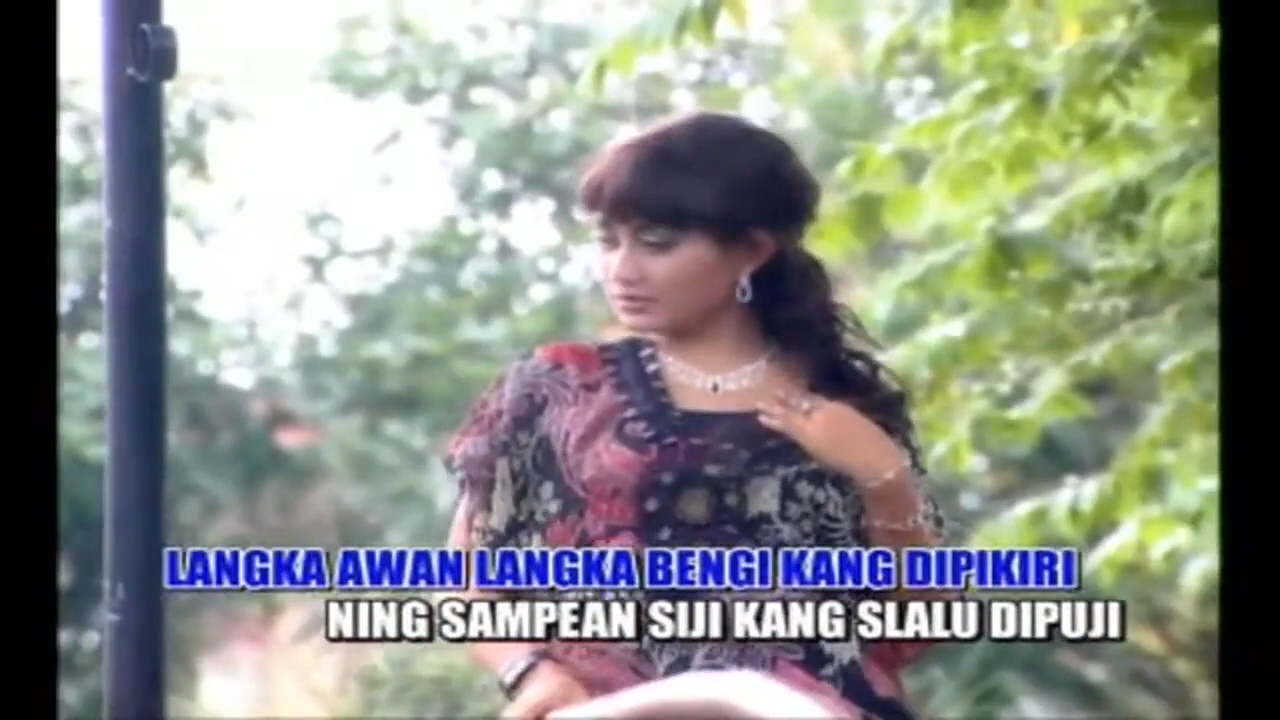 LANGKA AWAN LANGKA BENGI KANG DIPIKIRI
NING SAMPEAN SIJI KANG SLALU DIPUJI